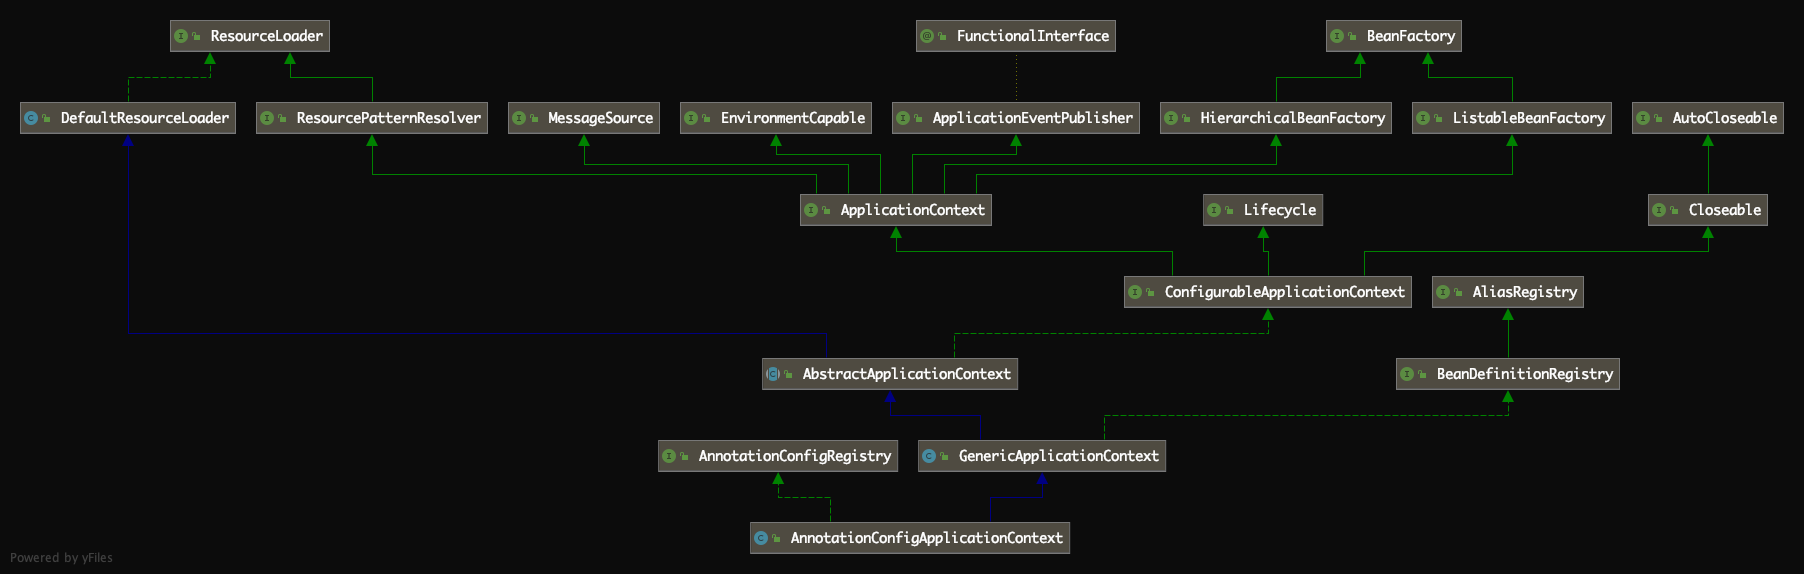 ResourceLoader
FunctionalInterface
BeanFactory
DefaultResourceLoader
ResourcePatternResolver
MessageSource
EnvironmentCapable
ApplicationEventPublisher
HierarchicalBeanFactory
ListableBeanFactory
AutoCloseable
ApplicationContext
Lifecycle
Closeable
ConfigurableApplicationContext
AliasRegistry
AbstractApplicationContext
BeanDefinitionRegistry
AnnotationConfigRegistry
GenericApplicationContext
AnnotationConfigApplicationContext
Powered by yFiles